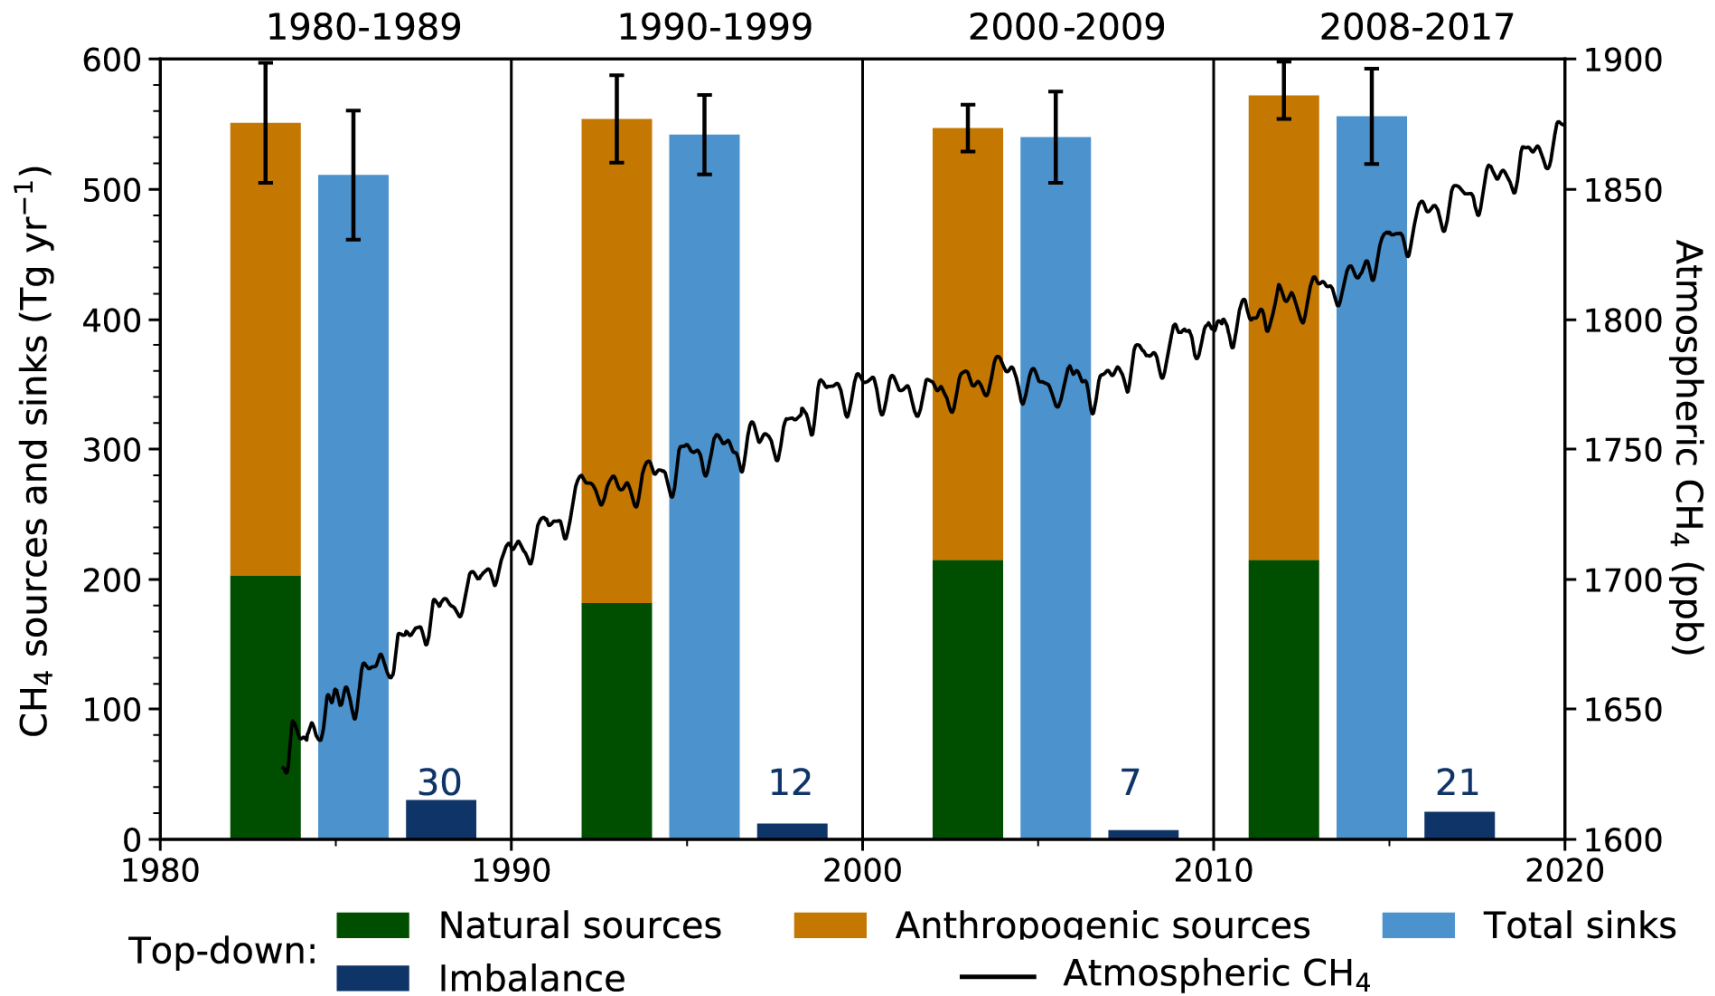 1980-1989 1990-1999 2000-2009 2008-2017
600 1900
500 1850
400 1800
300 1750
200 1700
100 1650
0 1600
CH₄ sources and sinks (Tg yr⁻¹)
Atmospheric CH₄ (ppb)
30 12 7 21
1980 1990 2000 2010 2020
Top-down:
Natural sources Anthropogenic sources Total sinks
Imbalance Atmospheric CH₄